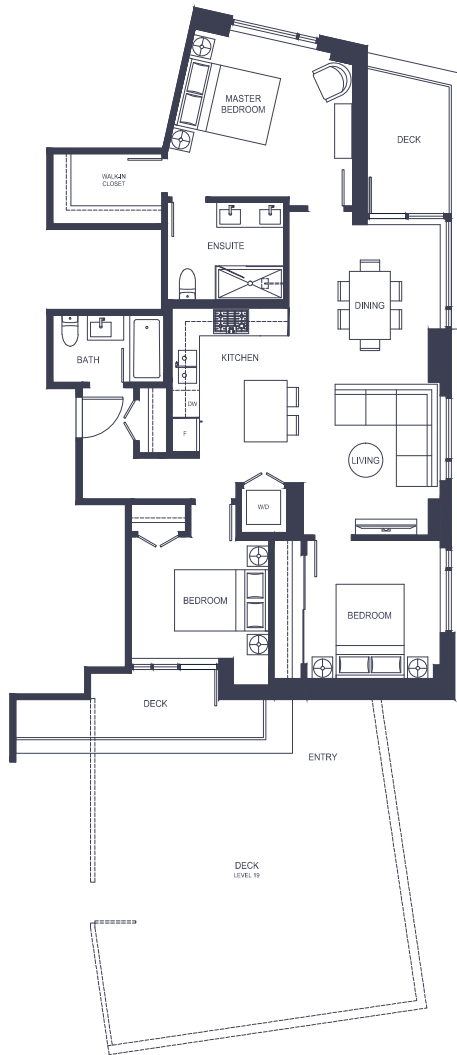 MASTER
BEDROOM
DECK
WALK-IN
CLOSET
ENSUITE
DINING
KITCHEN
BATH
DW
F
LIVING
W/D
BEDROOM
BEDROOM
DECK
ENTRY
DECK
LEVEL 19